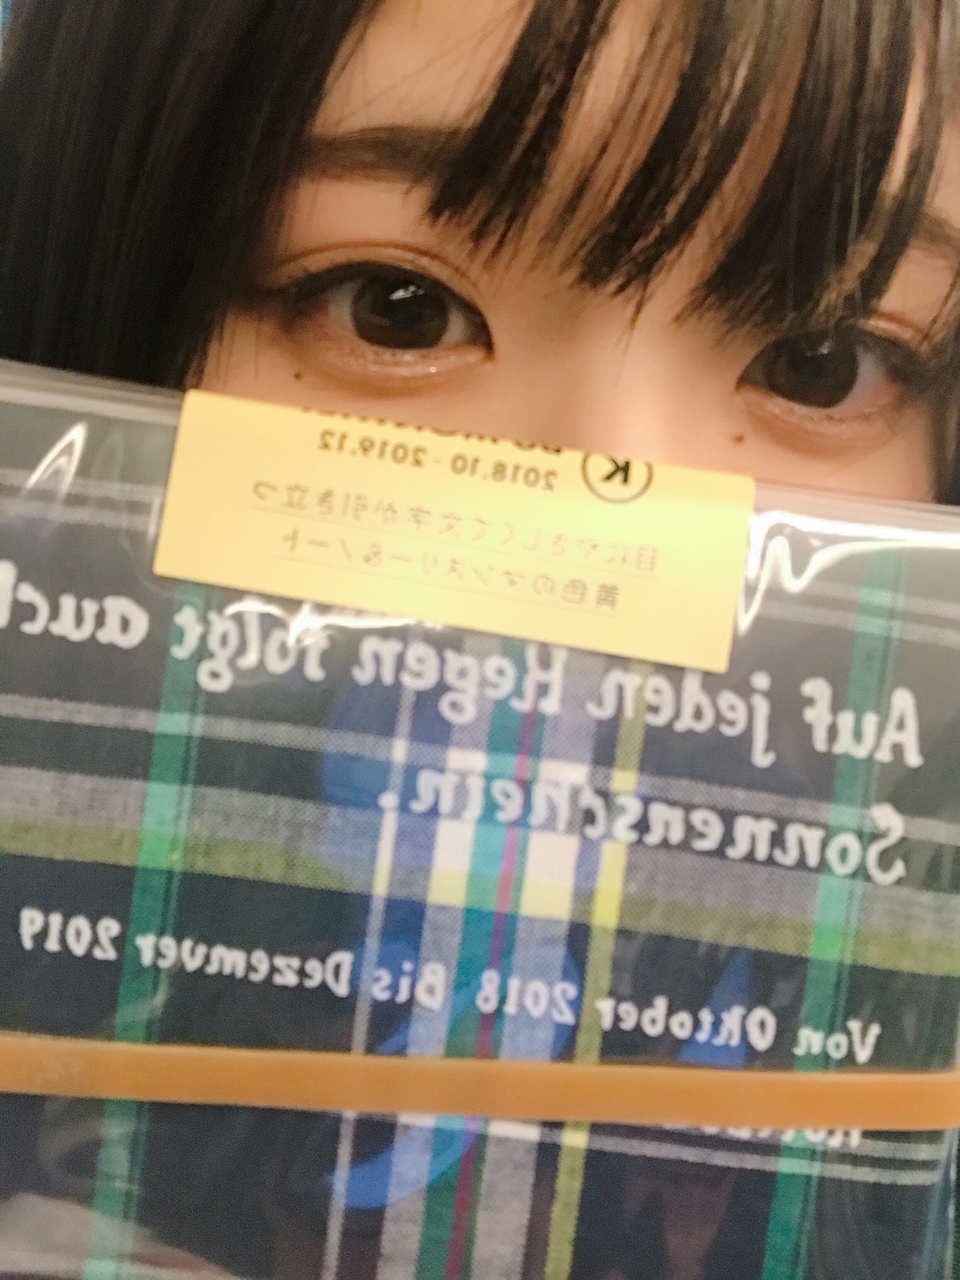 K
2018.10-2019.12
目にやさしくて文字が引き立つ
黄色のマンスリー&ノート
Auf jeden Regen folgt auch
Sonnenschein.
Von Oktober 2018 Bis Dezemver 2019